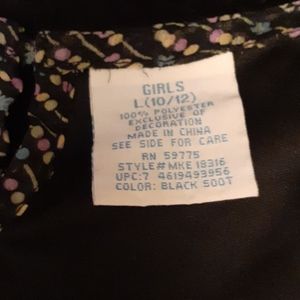 GIRLS
L(10/12)
100% POLYESTER
EXCLUSIVE OF
DECORATION
MADE IN CHINA
SEE SIDE FOR CARE
RN 59775
STYLE#MKE 18316
UPC:7 4619493956
COLOR: BLACK SOOT